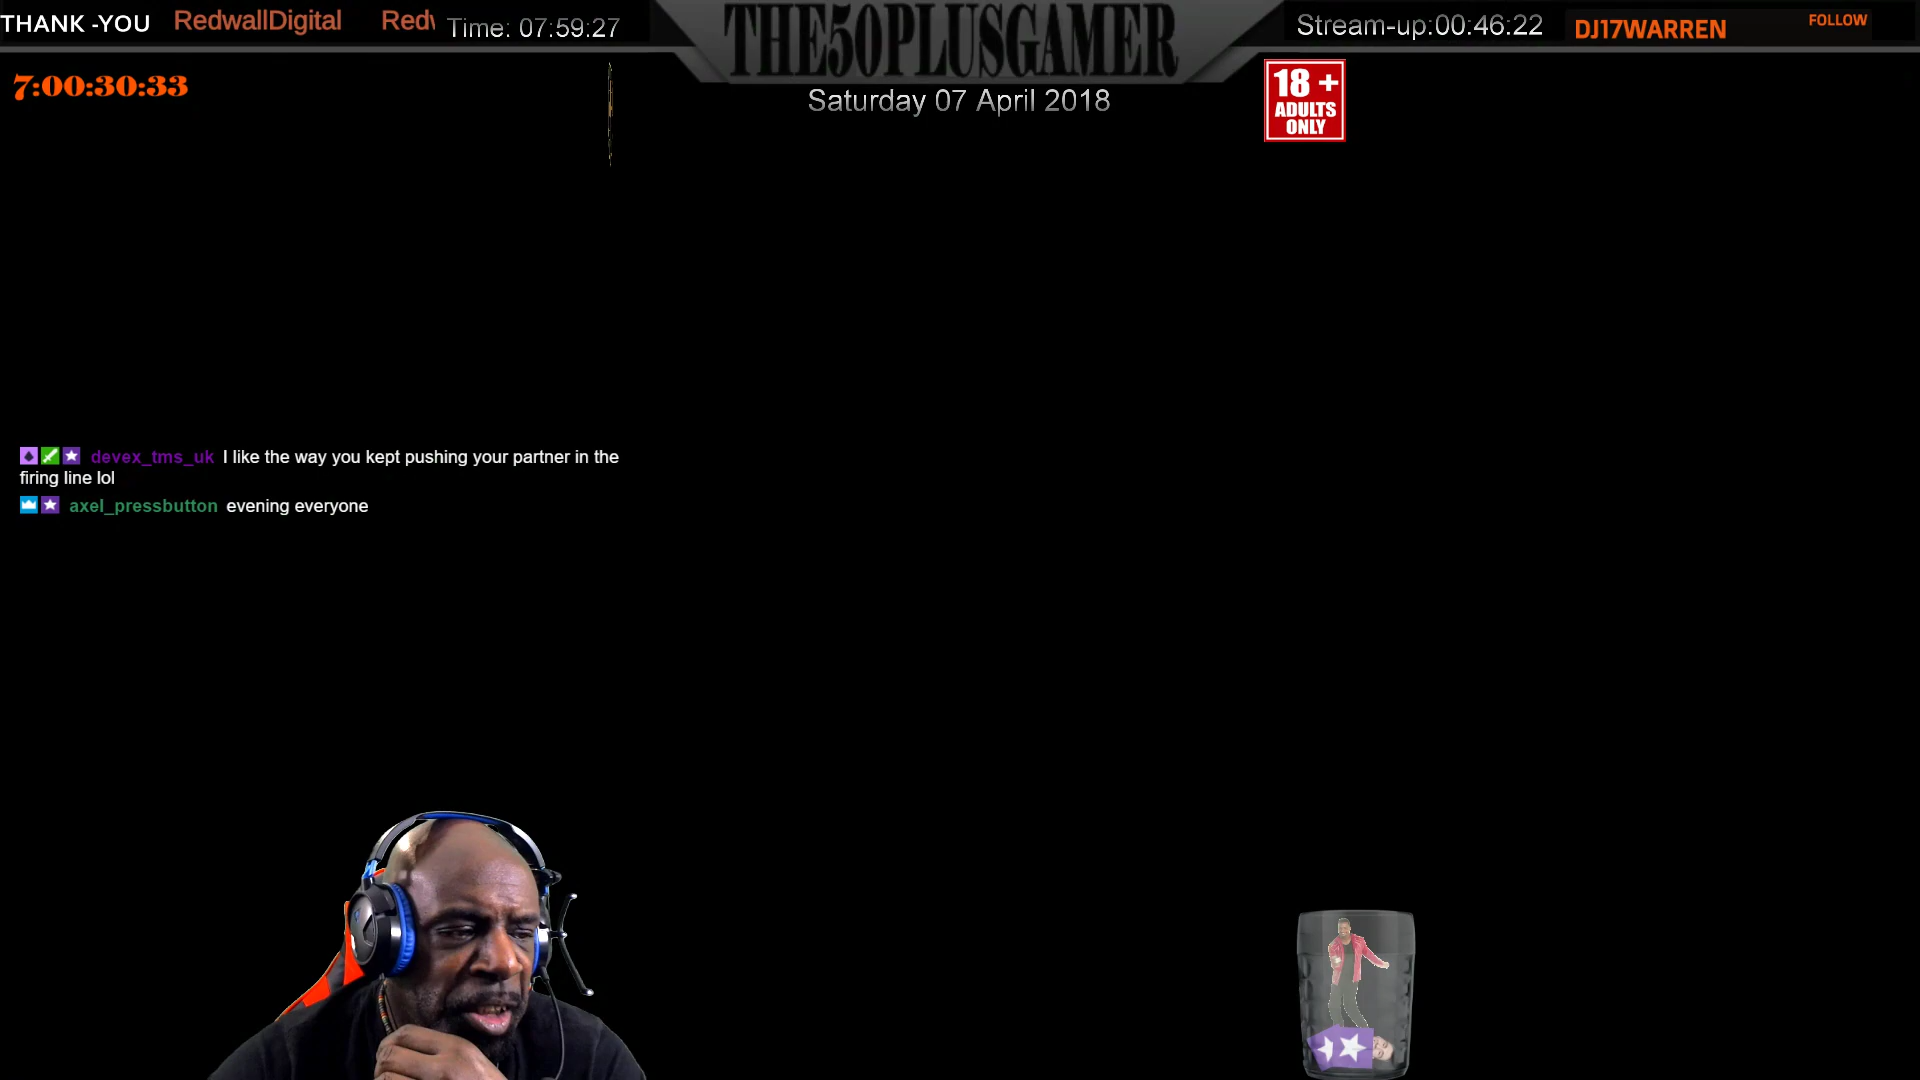 THANK -YOU RedwallDigital Redv Time: 07:59:27 THE50PLUSGAMER Stream-up:00:46:22 DJ17WARREN FOLLOW
7:00:30:33
Saturday 07 April 2018
18 +
ADULTS
ONLY
devex_tms_uk I like the way you kept pushing your partner in the
firing line lol
axel_pressbutton evening everyone